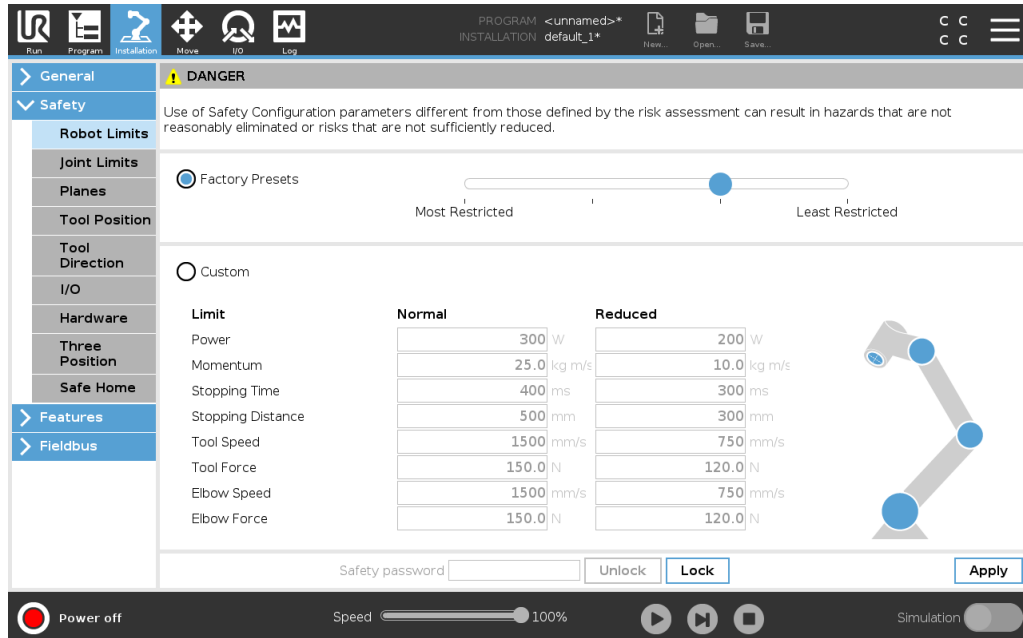 PROGRAM <unnamed>*
INSTALLATION default_1*
Run Program Installation Move I/O Log New... Open... Save...
C C
C C
General
Safety
Robot Limits
Joint Limits
Planes
Tool Position
Tool
Direction
I/O
Hardware
Three
Position
Safe Home
Features
Fieldbus
DANGER
Use of Safety Configuration parameters different from those defined by the risk assessment can result in hazards that are not
reasonably eliminated or risks that are not sufficiently reduced.
Factory Presets
Most Restricted Least Restricted
Custom
Limit Normal Reduced
Power 300 W 200 W
Momentum 25.0 kg m/s 10.0 kg m/s
Stopping Time 400 ms 300 ms
Stopping Distance 500 mm 300 mm
Tool Speed 1500 mm/s 750 mm/s
Tool Force 150.0 N 120.0 N
Elbow Speed 1500 mm/s 750 mm/s
Elbow Force 150.0 N 120.0 N
Safety password Unlock Lock Apply
Power off Speed 100% Simulation